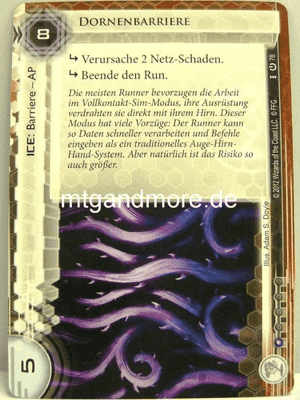 DORNENBARRIERE
8
ICE: Barriere – AP
↳ Verursache 2 Netz-Schaden.
↳ Beende den Run.
Die meisten Runner bevorzugen die Arbeit
im Vollkontakt-Sim-Modus, ihre Ausrüstung
verdrahten sie direkt mit ihrem Hirn. Dieser
Modus hat viele Vorzüge: Der Runner kann
so Daten schneller verarbeiten und Befehle
eingeben als ein traditionelles Auge-Hirn-
Hand-System. Aber natürlich ist das Risiko so
auch größer.
mtgandmore.de
5
Illus. Adam S. Doyle
© 2012 Wizards of the Coast LLC. © FFG
78